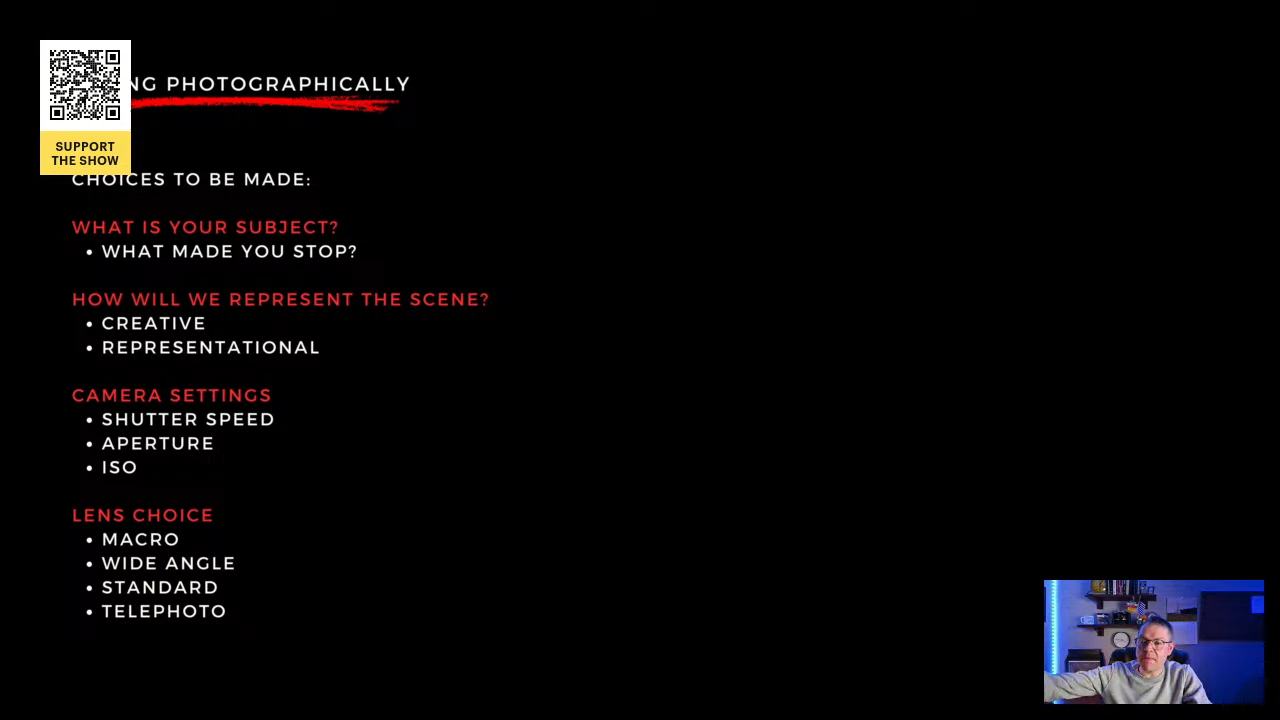 SUPPORT
THE SHOW
NG PHOTOGRAPHICALLY
CHOICES TO BE MADE:
WHAT IS YOUR SUBJECT?
• WHAT MADE YOU STOP?
HOW WILL WE REPRESENT THE SCENE?
• CREATIVE
• REPRESENTATIONAL
CAMERA SETTINGS
• SHUTTER SPEED
• APERTURE
• ISO
LENS CHOICE
• MACRO
• WIDE ANGLE
• STANDARD
• TELEPHOTO